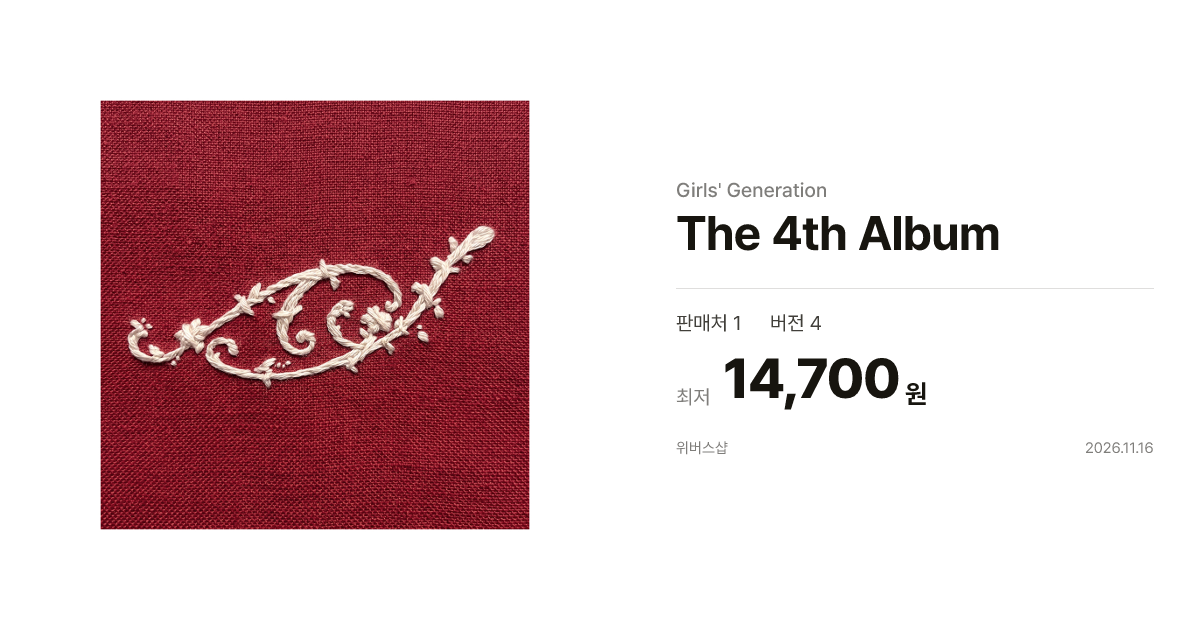 Girls' Generation
The 4th Album
판매처 1 버전 4
최저 14,700 원
위버스샵 2026.11.16